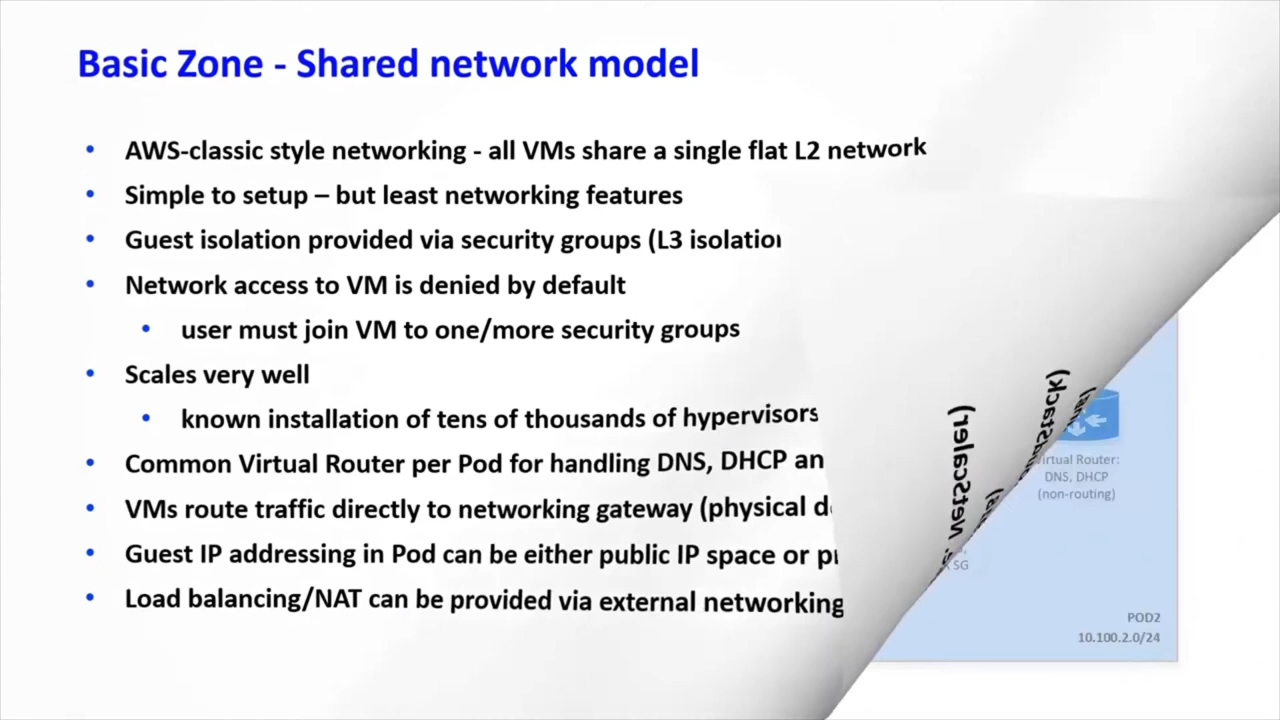 Basic Zone - Shared network model
• AWS-classic style networking - all VMs share a single flat L2 network
• Simple to setup – but least networking features
• Guest isolation provided via security groups (L3
• Network access to VM is denied by default
• user must join VM to one/more security groups
• Scales very well
• known installation of tens of thousands of hypervisors
• Common Virtual Router per Pod for handling DNS, DHCP
• VMs route traffic directly to networking gateway (physical
• Guest IP addressing in Pod can be either public IP space or
• Load balancing/NAT can be provided via external networking
NetScaler)
Router:
DNS, DHCP
(non-routing)
SG
POD2
10.100.2.0/24